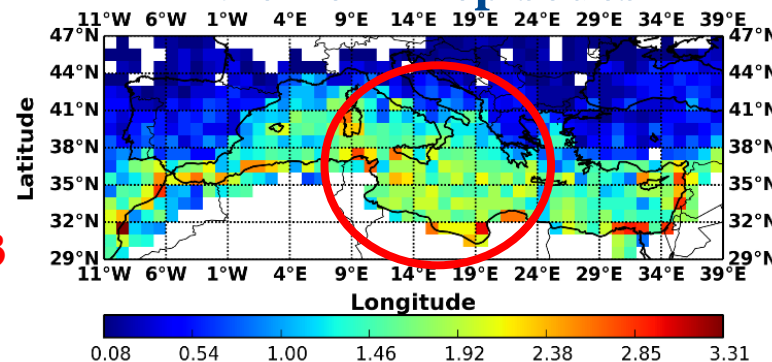 11°W 6°W 1°W 4°E 9°E 14°E 19°E 24°E 29°E 34°E 39°E
47°N 47°N
44°N 44°N
41°N 41°N
38°N 38°N
35°N 35°N
32°N 32°N
29°N 29°N
Latitude
11°W 6°W 1°W 4°E 9°E 14°E 19°E 24°E 29°E 34°E 39°E
Longitude
0.08 0.54 1.00 1.46 1.92 2.38 2.85 3.31